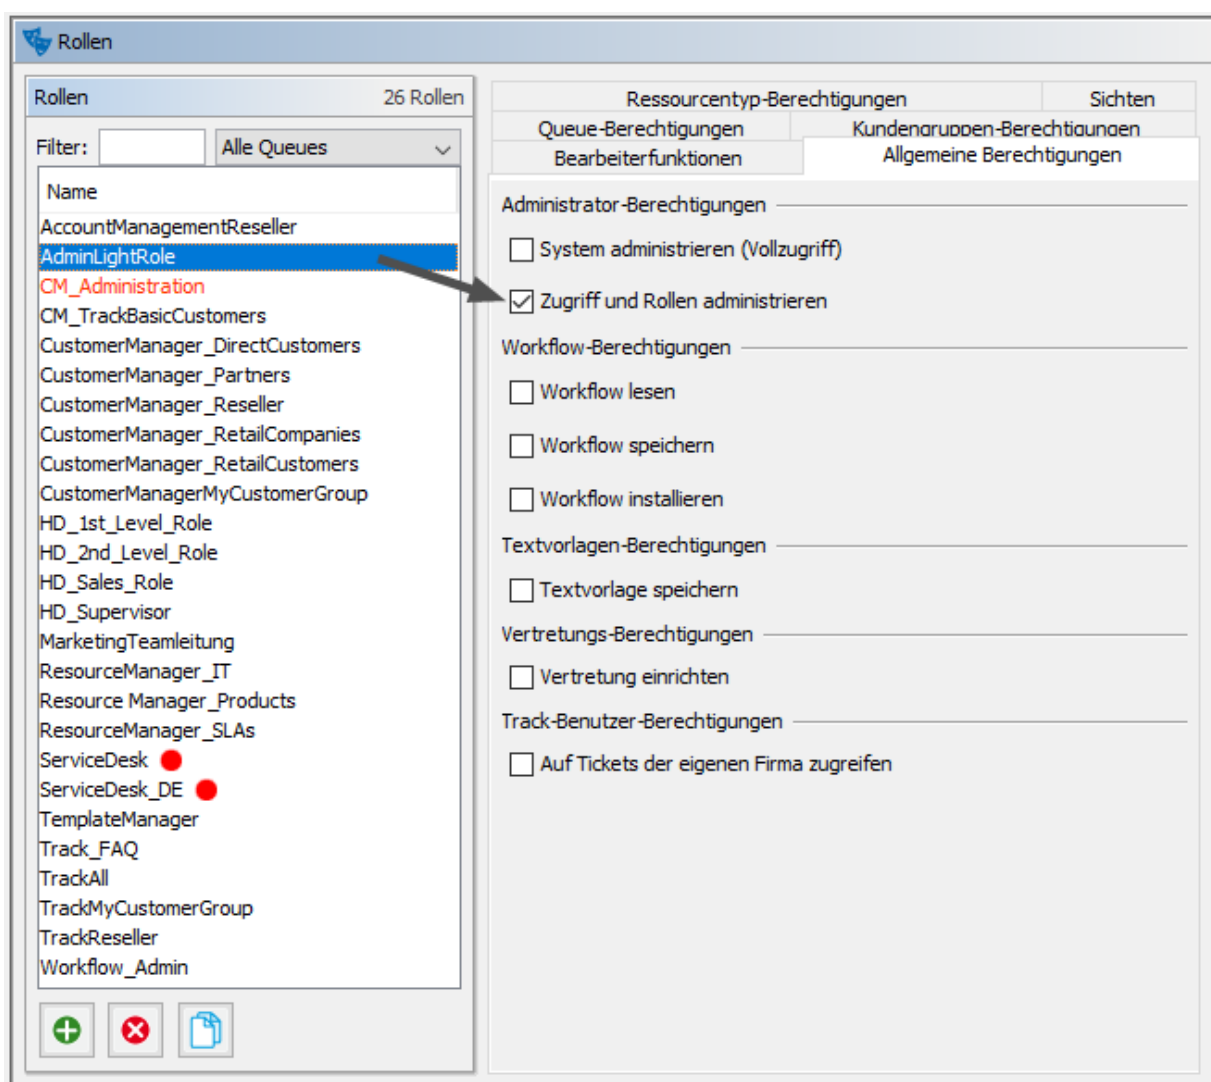 Rollen
Rollen 26 Rollen
Filter: Alle Queues
Name
AccountManagementReseller
AdminLightRole
CM_Administration
CM_TrackBasicCustomers
CustomerManager_DirectCustomers
CustomerManager_Partners
CustomerManager_Reseller
CustomerManager_RetailCompanies
CustomerManager_RetailCustomers
CustomerManagerMyCustomerGroup
HD_1st_Level_Role
HD_2nd_Level_Role
HD_Sales_Role
HD_Supervisor
MarketingTeamleitung
ResourceManager_IT
Resource Manager_Products
ResourceManager_SLAs
ServiceDesk
ServiceDesk_DE
TemplateManager
Track_FAQ
TrackAll
TrackMyCustomerGroup
TrackReseller
Workflow_Admin
Ressourcentyp-Berechtigungen Sichten
Queue-Berechtigungen Kundengruppen-Berechtigungen
Bearbeiterfunktionen Allgemeine Berechtigungen
Administrator-Berechtigungen
System administrieren (Vollzugriff)
Zugriff und Rollen administrieren
Workflow-Berechtigungen
Workflow lesen
Workflow speichern
Workflow installieren
Textvorlagen-Berechtigungen
Textvorlage speichern
Vertretungs-Berechtigungen
Vertretung einrichten
Track-Benutzer-Berechtigungen
Auf Tickets der eigenen Firma zugreifen